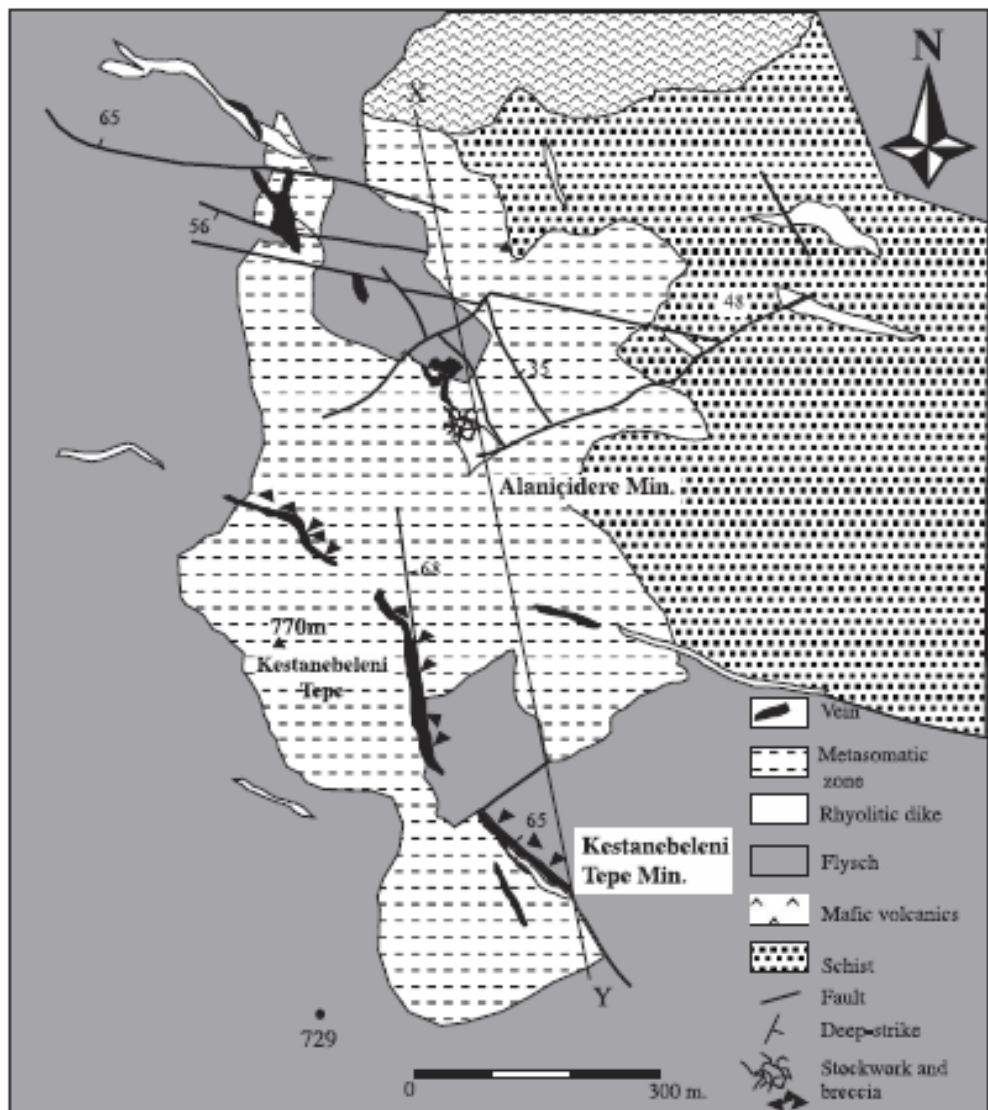 N
X
65
56
48
35
Alaniçidere Min.
68
770m
Kestanebeleni
Tepe
Vein
Metasomatic
zone
Rhyolitic dike
65
Kestanebeleni
Tepe Min.
Flysch
Mafic volcanics
Schist
Y
Fault
729
Deep-strike
0
300 m.
Stockwork and
breccia